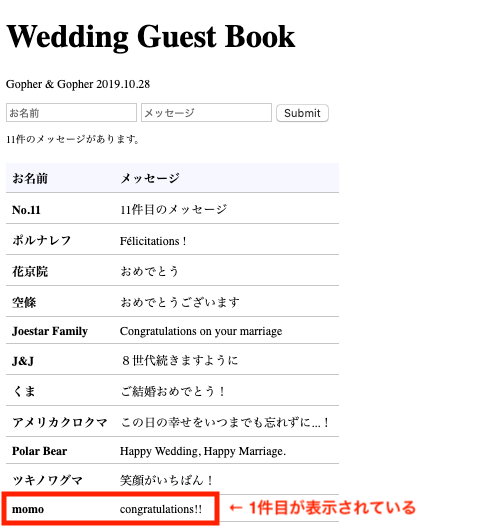 Wedding Guest Book
Gopher & Gopher 2019.10.28
お名前 メッセージ Submit
11件のメッセージがあります。
お名前 メッセージ
No.11 11件目のメッセージ
ポルナレフ Félicitations !
花京院 おめでとう
空條 おめでとうございます
Joestar Family Congratulations on your marriage
J&J ８世代続きますように
くま ご結婚おめでとう！
アメリカクロクマ この日の幸せをいつまでも忘れずに...！
Polar Bear Happy Wedding, Happy Marriage.
ツキノワグマ 笑顔がいちばん！
momo congratulations!! ← 1件目が表示されている